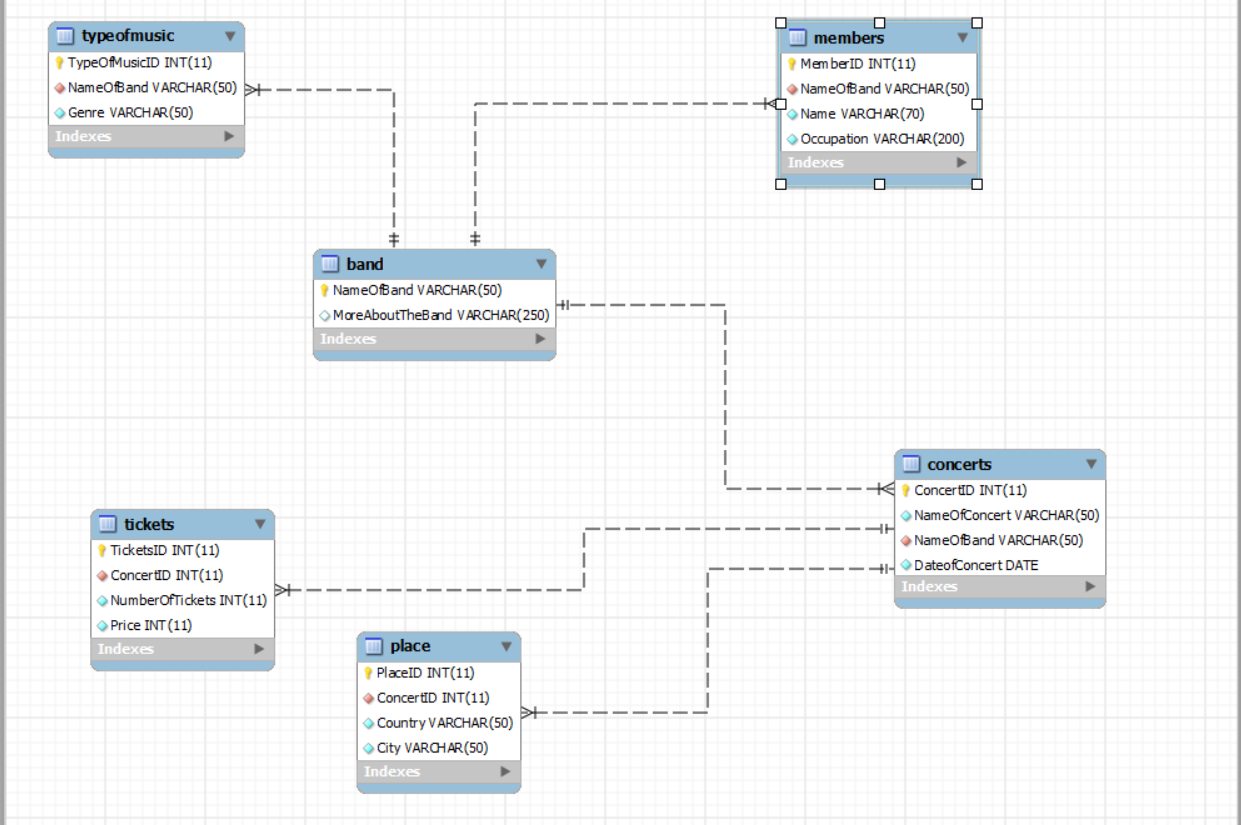 typeofmusic
TypeOfMusicID INT(11)
NameOfBand VARCHAR(50)
Genre VARCHAR(50)
Indexes
members
MemberID INT(11)
NameOfBand VARCHAR(50)
Name VARCHAR(70)
Occupation VARCHAR(200)
Indexes
band
NameOfBand VARCHAR(50)
MoreAboutTheBand VARCHAR(250)
Indexes
concerts
ConcertID INT(11)
NameOfConcert VARCHAR(50)
NameOfBand VARCHAR(50)
DateofConcert DATE
Indexes
tickets
TicketsID INT(11)
ConcertID INT(11)
NumberOfTickets INT(11)
Price INT(11)
Indexes
place
PlaceID INT(11)
ConcertID INT(11)
Country VARCHAR(50)
City VARCHAR(50)
Indexes